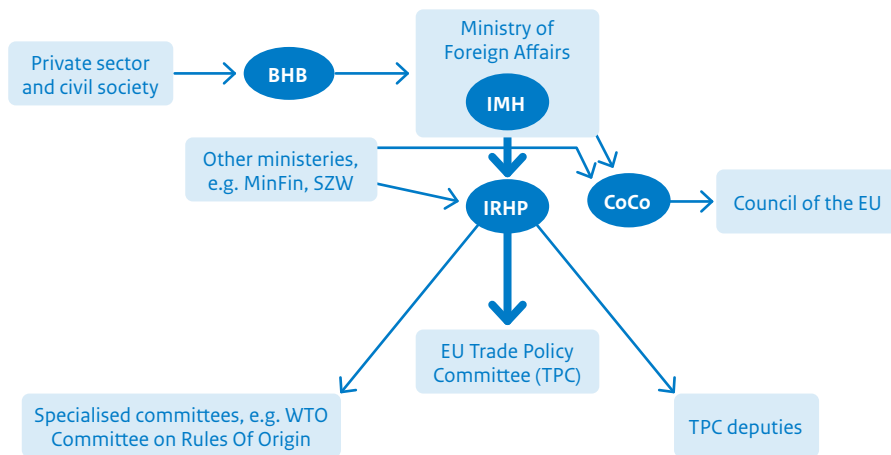 Private sector
and civil society
BHB
Ministry of
Foreign Affairs
IMH
Other ministeries,
e.g. MinFin, SZW
IRHP
CoCo
Council of the EU
EU Trade Policy
Committee (TPC)
Specialised committees, e.g. WTO
Committee on Rules Of Origin
TPC deputies